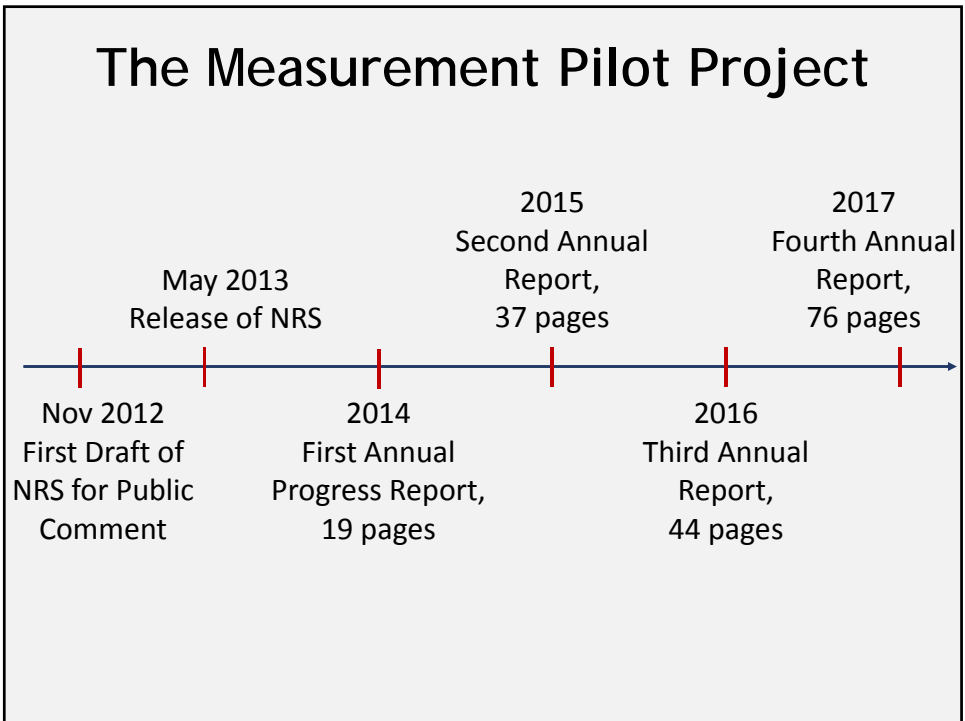 The Measurement Pilot Project
Nov 2012
First Draft of
NRS for Public
Comment
May 2013
Release of NRS
2014
First Annual
Progress Report,
19 pages
2015
Second Annual
Report,
37 pages
2016
Third Annual
Report,
44 pages
2017
Fourth Annual
Report,
76 pages